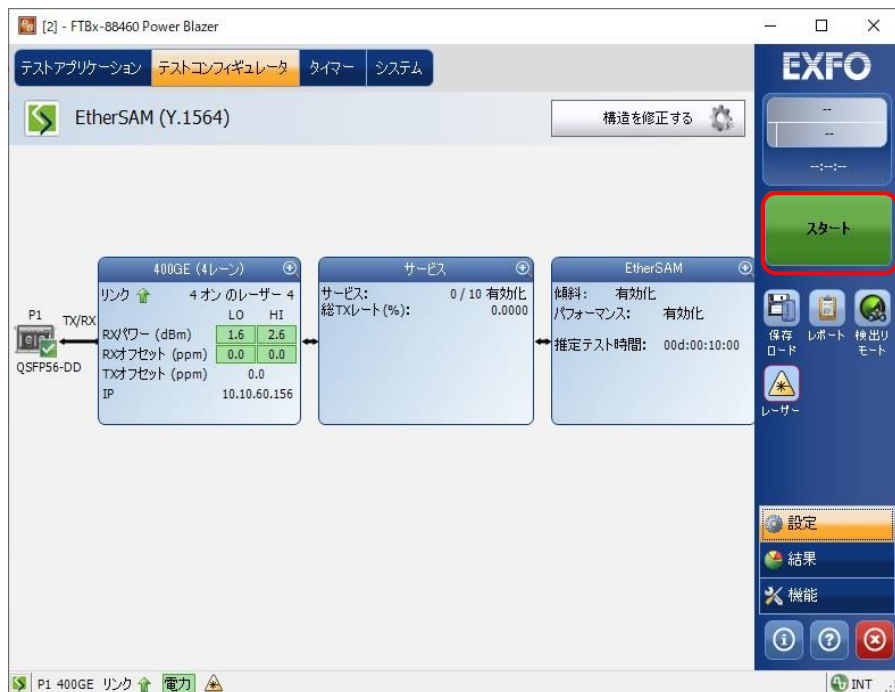 [2] - FTBx-88460 Power Blazer
テストアプリケーション テストコンフィギュレータ タイマー システム
EXFO
EtherSAM (Y.1564)
構造を修正する
--
--
--:--:--
スタート
400GE (4レーン)
リンク 4 オン のレーザー 4
LO HI
RXパワー (dBm) 1.6 2.6
RXオフセット (ppm) 0.0 0.0
TXオフセット (ppm) 0.0
IP 10.10.60.156
P1
TX/RX
QSFP56-DD
サービス
サービス: 0 / 10 有効化
総TXレート(%): 0.0000
EtherSAM
傾斜: 有効化
パフォーマンス: 有効化
推定テスト時間: 00d:00:10:00
保存
ロード
レポート
検出リ
モート
レーザー
設定
結果
機能
P1 400GE リンク 電力
INT